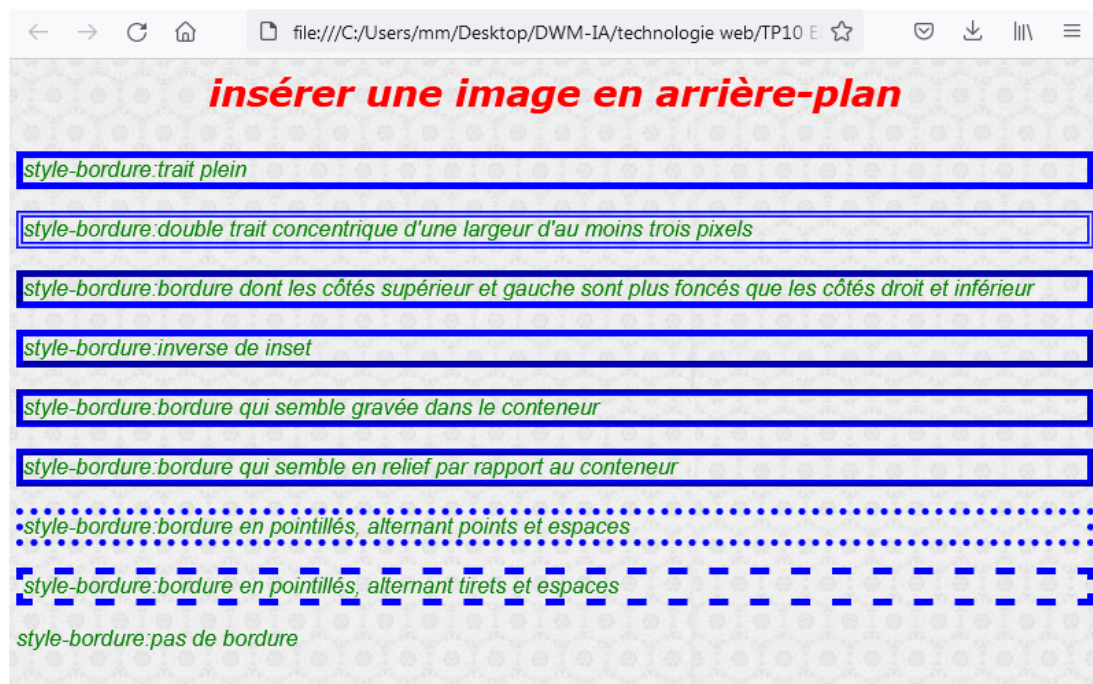 file:///C:/Users/mm/Desktop/DWM-IA/technologie web/TP10
insérer une image en arrière-plan
style-bordure:trait plein
style-bordure:double trait concentrique d'une largeur d'au moins trois pixels
style-bordure:bordure dont les côtés supérieur et gauche sont plus foncés que les côtés droit et inférieur
style-bordure:inverse de inset
style-bordure:bordure qui semble gravée dans le conteneur
style-bordure:bordure qui semble en relief par rapport au conteneur
style-bordure:bordure en pointillés, alternant points et espaces
style-bordure:bordure en pointillés, alternant tirets et espaces
style-bordure:pas de bordure